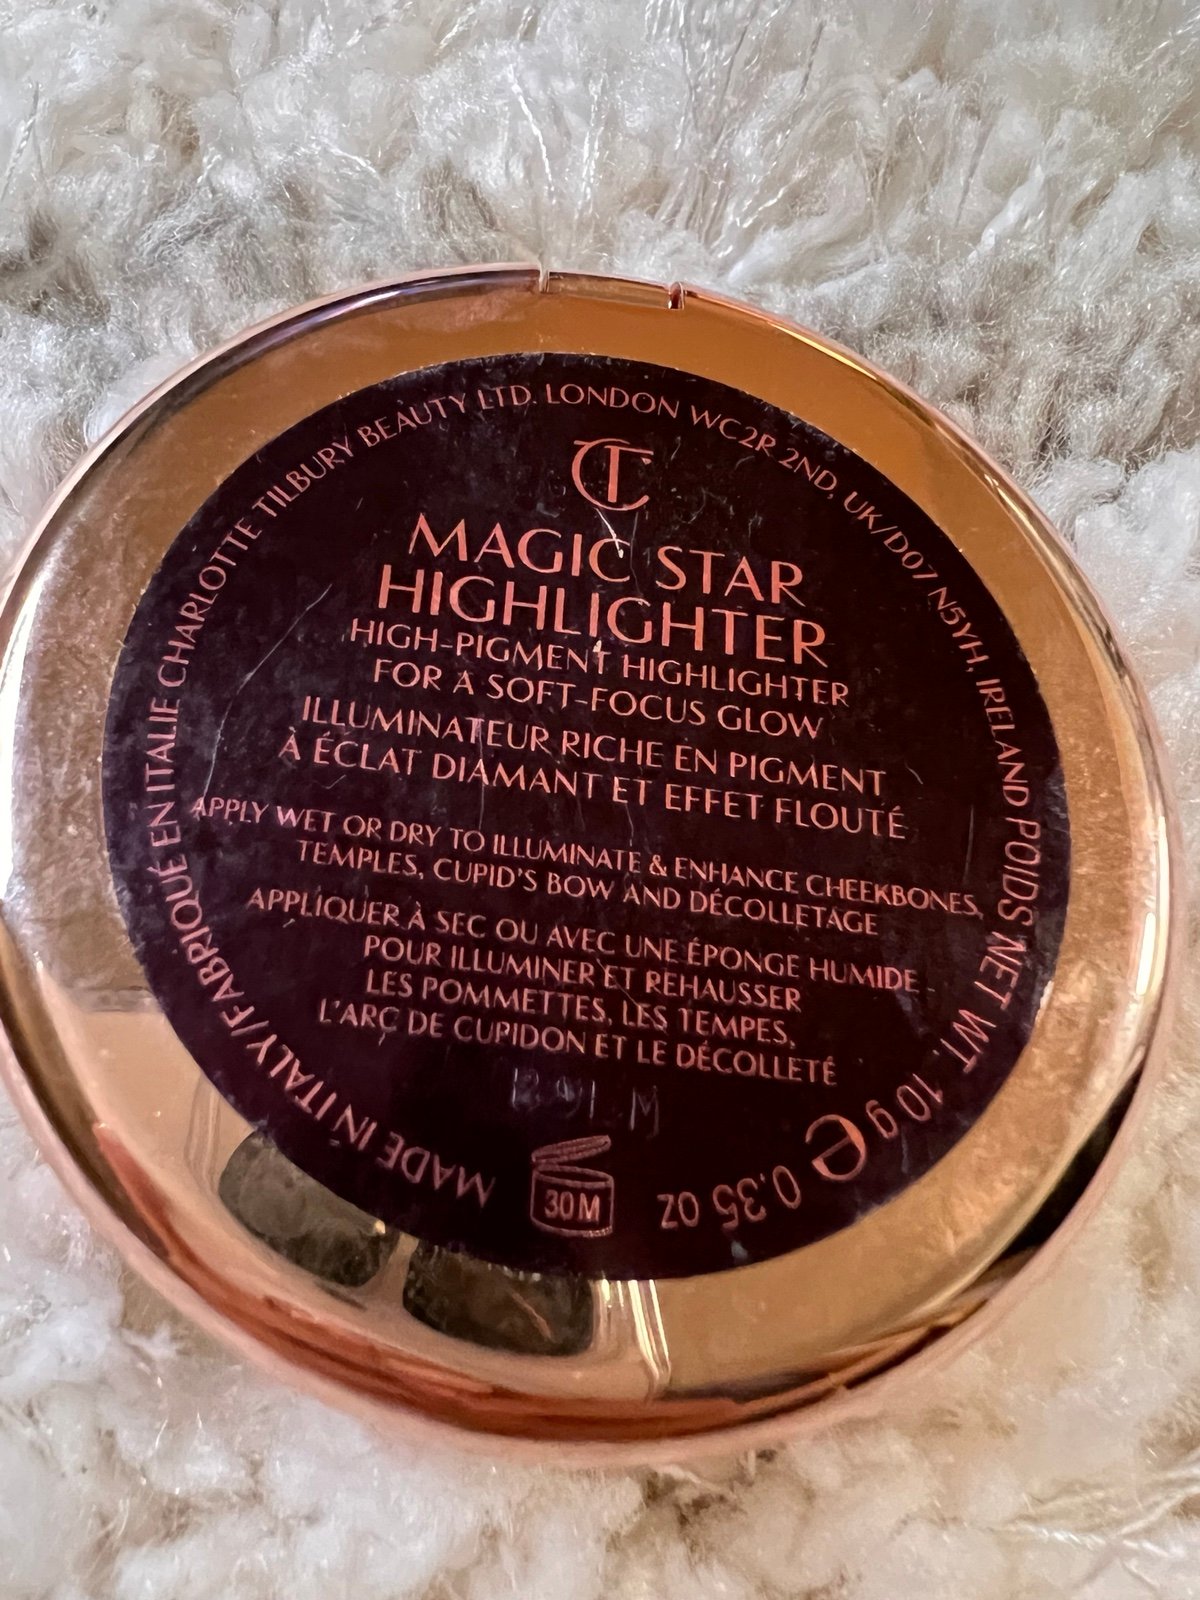 CHARLOTTE TILBURY BEAUTY LTD. LONDON WC2R 2ND, UK/D07 N5YH, IRELAND
CT
MAGIC STAR
HIGHLIGHTER
HIGH-PIGMENT HIGHLIGHTER
FOR A SOFT-FOCUS GLOW
ILLUMINATEUR RICHE EN PIGMENT
À ÉCLAT DIAMANT ET EFFET FLOUTÉ
APPLY WET OR DRY TO ILLUMINATE & ENHANCE CHEEKBONES,
TEMPLES, CUPID'S BOW AND DÉCOLLETAGE
APPLIQUER À SEC OU AVEC UNE ÉPONGE HUMIDE
POUR ILLUMINER ET REHAUSSER
LES POMMETTES, LES TEMPES,
L'ARC DE CUPIDON ET LE DÉCOLLETÉ
30M
MADE IN ITALY/FABRIQUÉ EN ITALIE
POIDS NET WT. 10 g e 0.35 oz